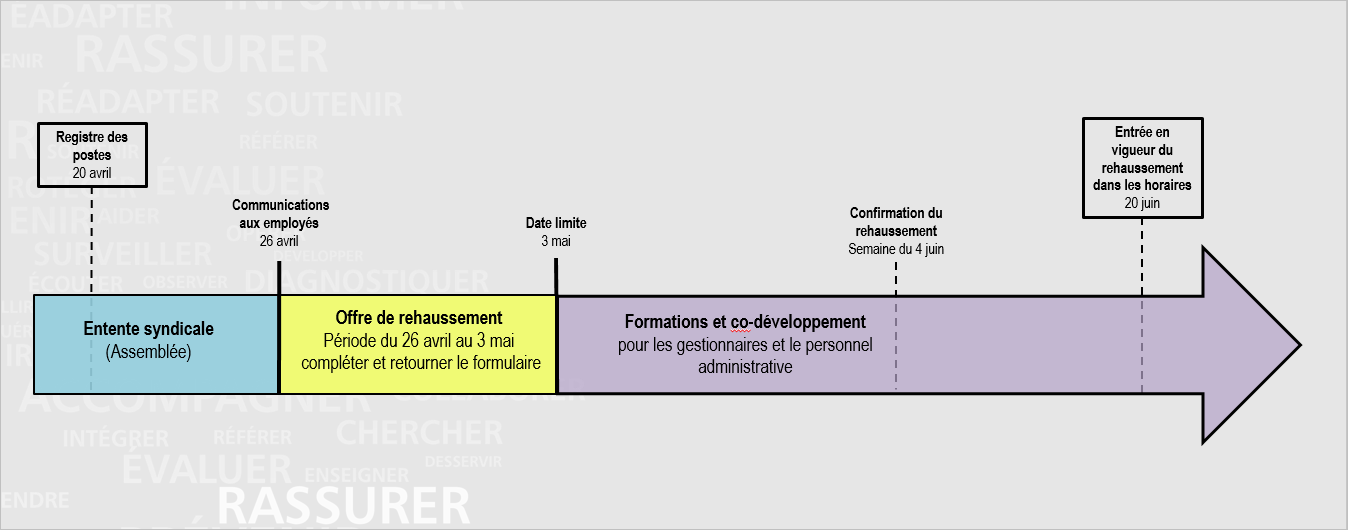 INFORMER
EADAPTER
RASSURER
ENIR
RÉADAPTER
SOUTENIR
RÉFÉRER
ÉVALUER
ENIR
AIDER
SURVEILLER
DÉVELOPPER
ÉCOUTER
OBSERVER
DIAGNOSTIQUER
Registre des
postes
20 avril
Communications
aux employés
26 avril
Date limite
3 mai
Confirmation du
rehaussement
Semaine du 4 juin
Entrée en
vigueur du
rehaussement
dans les horaires
20 juin
Entente syndicale
(Assemblée)
Offre de rehaussement
Période du 26 avril au 3 mai
compléter et retourner le formulaire
Formations et co-développement
pour les gestionnaires et le personnel
administrative
ACCOMPAGNER
INTÉGRER
RÉFÉRER
CHERCHER
ÉVALUER
ENSEIGNER
DESSERVIR
ENDRE
RASSURER